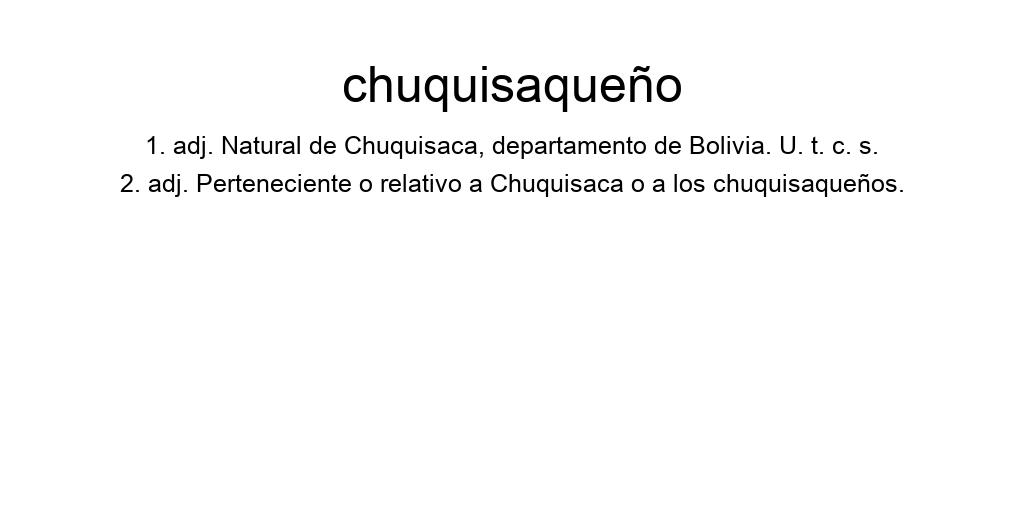 chuquisaqueño
1. adj. Natural de Chuquisaca, departamento de Bolivia. U. t. c. s.
2. adj. Perteneciente o relativo a Chuquisaca o a los chuquisaqueños.